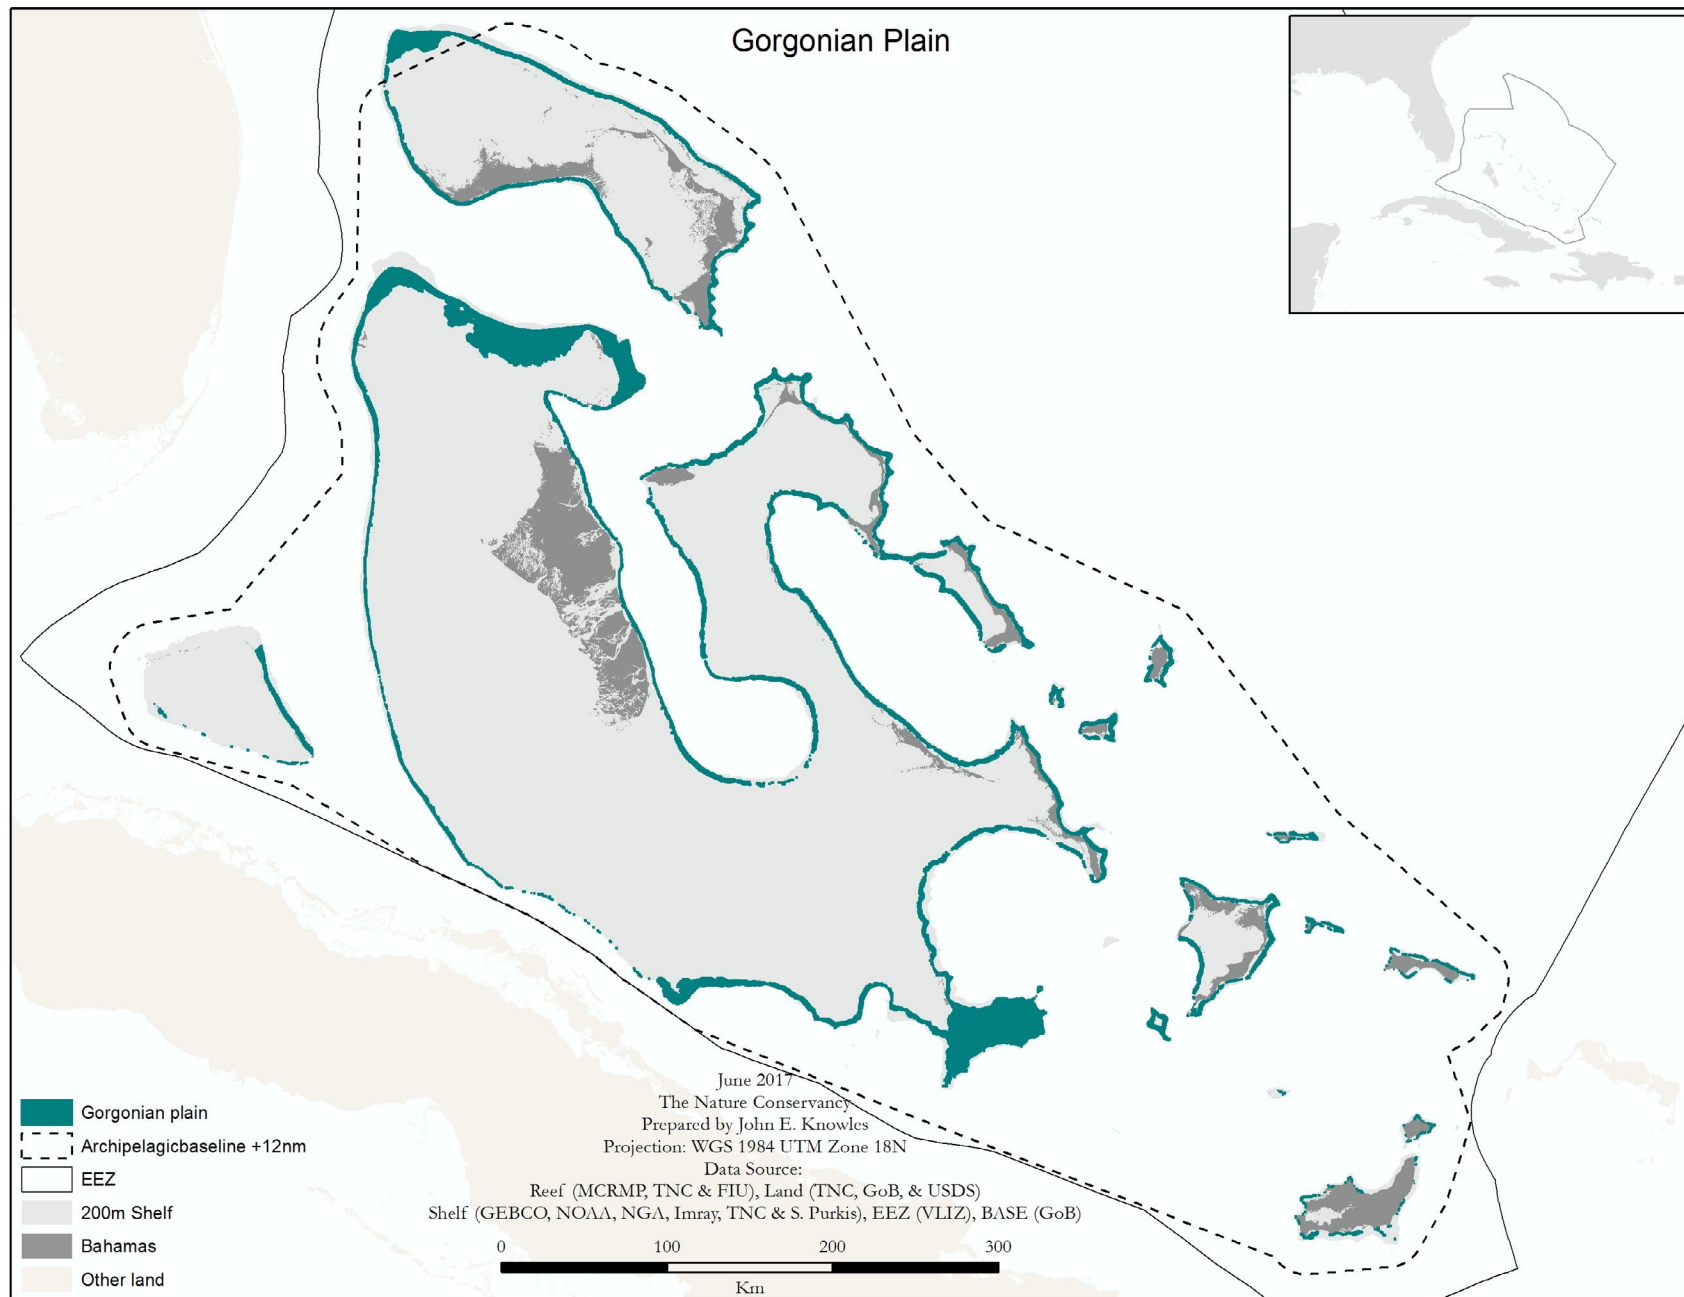 Gorgonian Plain
Gorgonian plain
Archipelagicbaseline +12nm
EEZ
200m Shelf
Bahamas
Other land
June 2017
The Nature Conservancy
Prepared by John E. Knowles
Projection: WGS 1984 UTM Zone 18N
Data Source:
Reef (MCRMP, TNC & FIU), Land (TNC, GoB, & USDS)
Shelf (GEBCO, NOAA, NGA, Imray, TNC & S. Purkis), EEZ (VLIZ), BASE (GoB)
0 100 200 300
Km